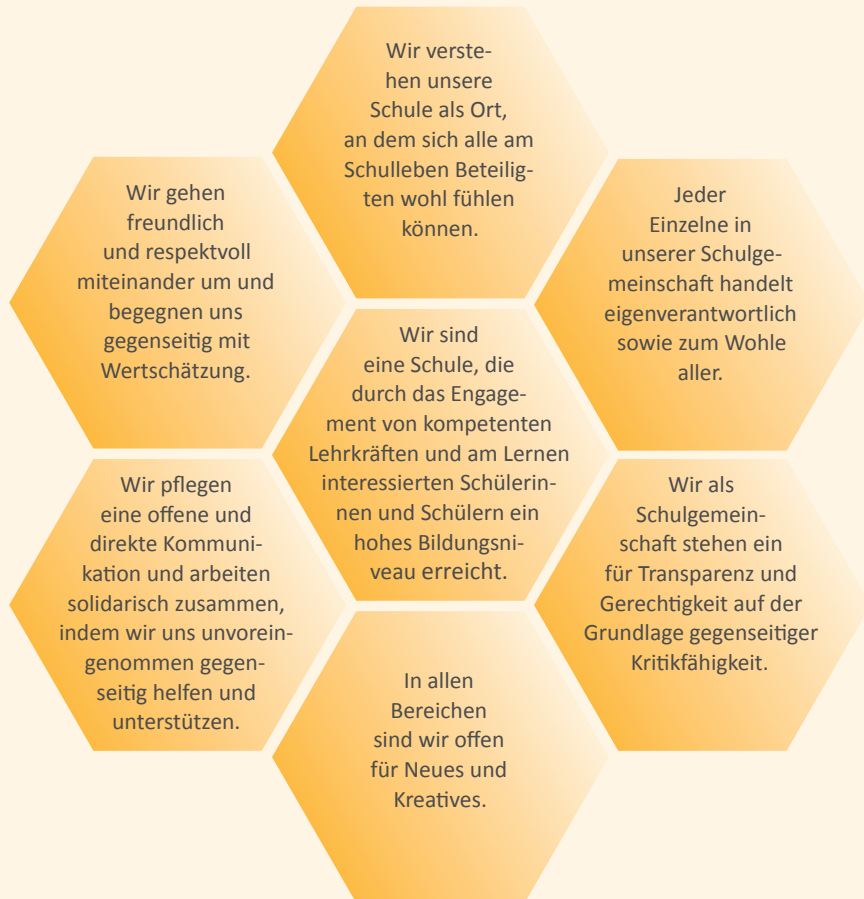 Wir verste-
hen unsere
Schule als Ort,
an dem sich alle am
Schulleben Beteilig-
ten wohl fühlen
können.
Wir gehen
freundlich
und respektvoll
miteinander um und
begegnen uns
gegenseitig mit
Wertschätzung.
Jeder
Einzelne in
unserer Schulge-
meinschaft handelt
eigenverantwortlich
sowie zum Wohle
aller.
Wir sind
eine Schule, die
durch das Engage-
ment von kompetenten
Lehrkräften und am Lernen
interessierten Schülerin-
nen und Schülern ein
hohes Bildungsni-
veau erreicht.
Wir pflegen
eine offene und
direkte Kommuni-
kation und arbeiten
solidarisch zusammen,
indem wir uns unvorein-
genommen gegen-
seitig helfen und
unterstützen.
Wir als
Schulgemein-
schaft stehen ein
für Transparenz und
Gerechtigkeit auf der
Grundlage gegenseitiger
Kritikfähigkeit.
In allen
Bereichen
sind wir offen
für Neues und
Kreatives.